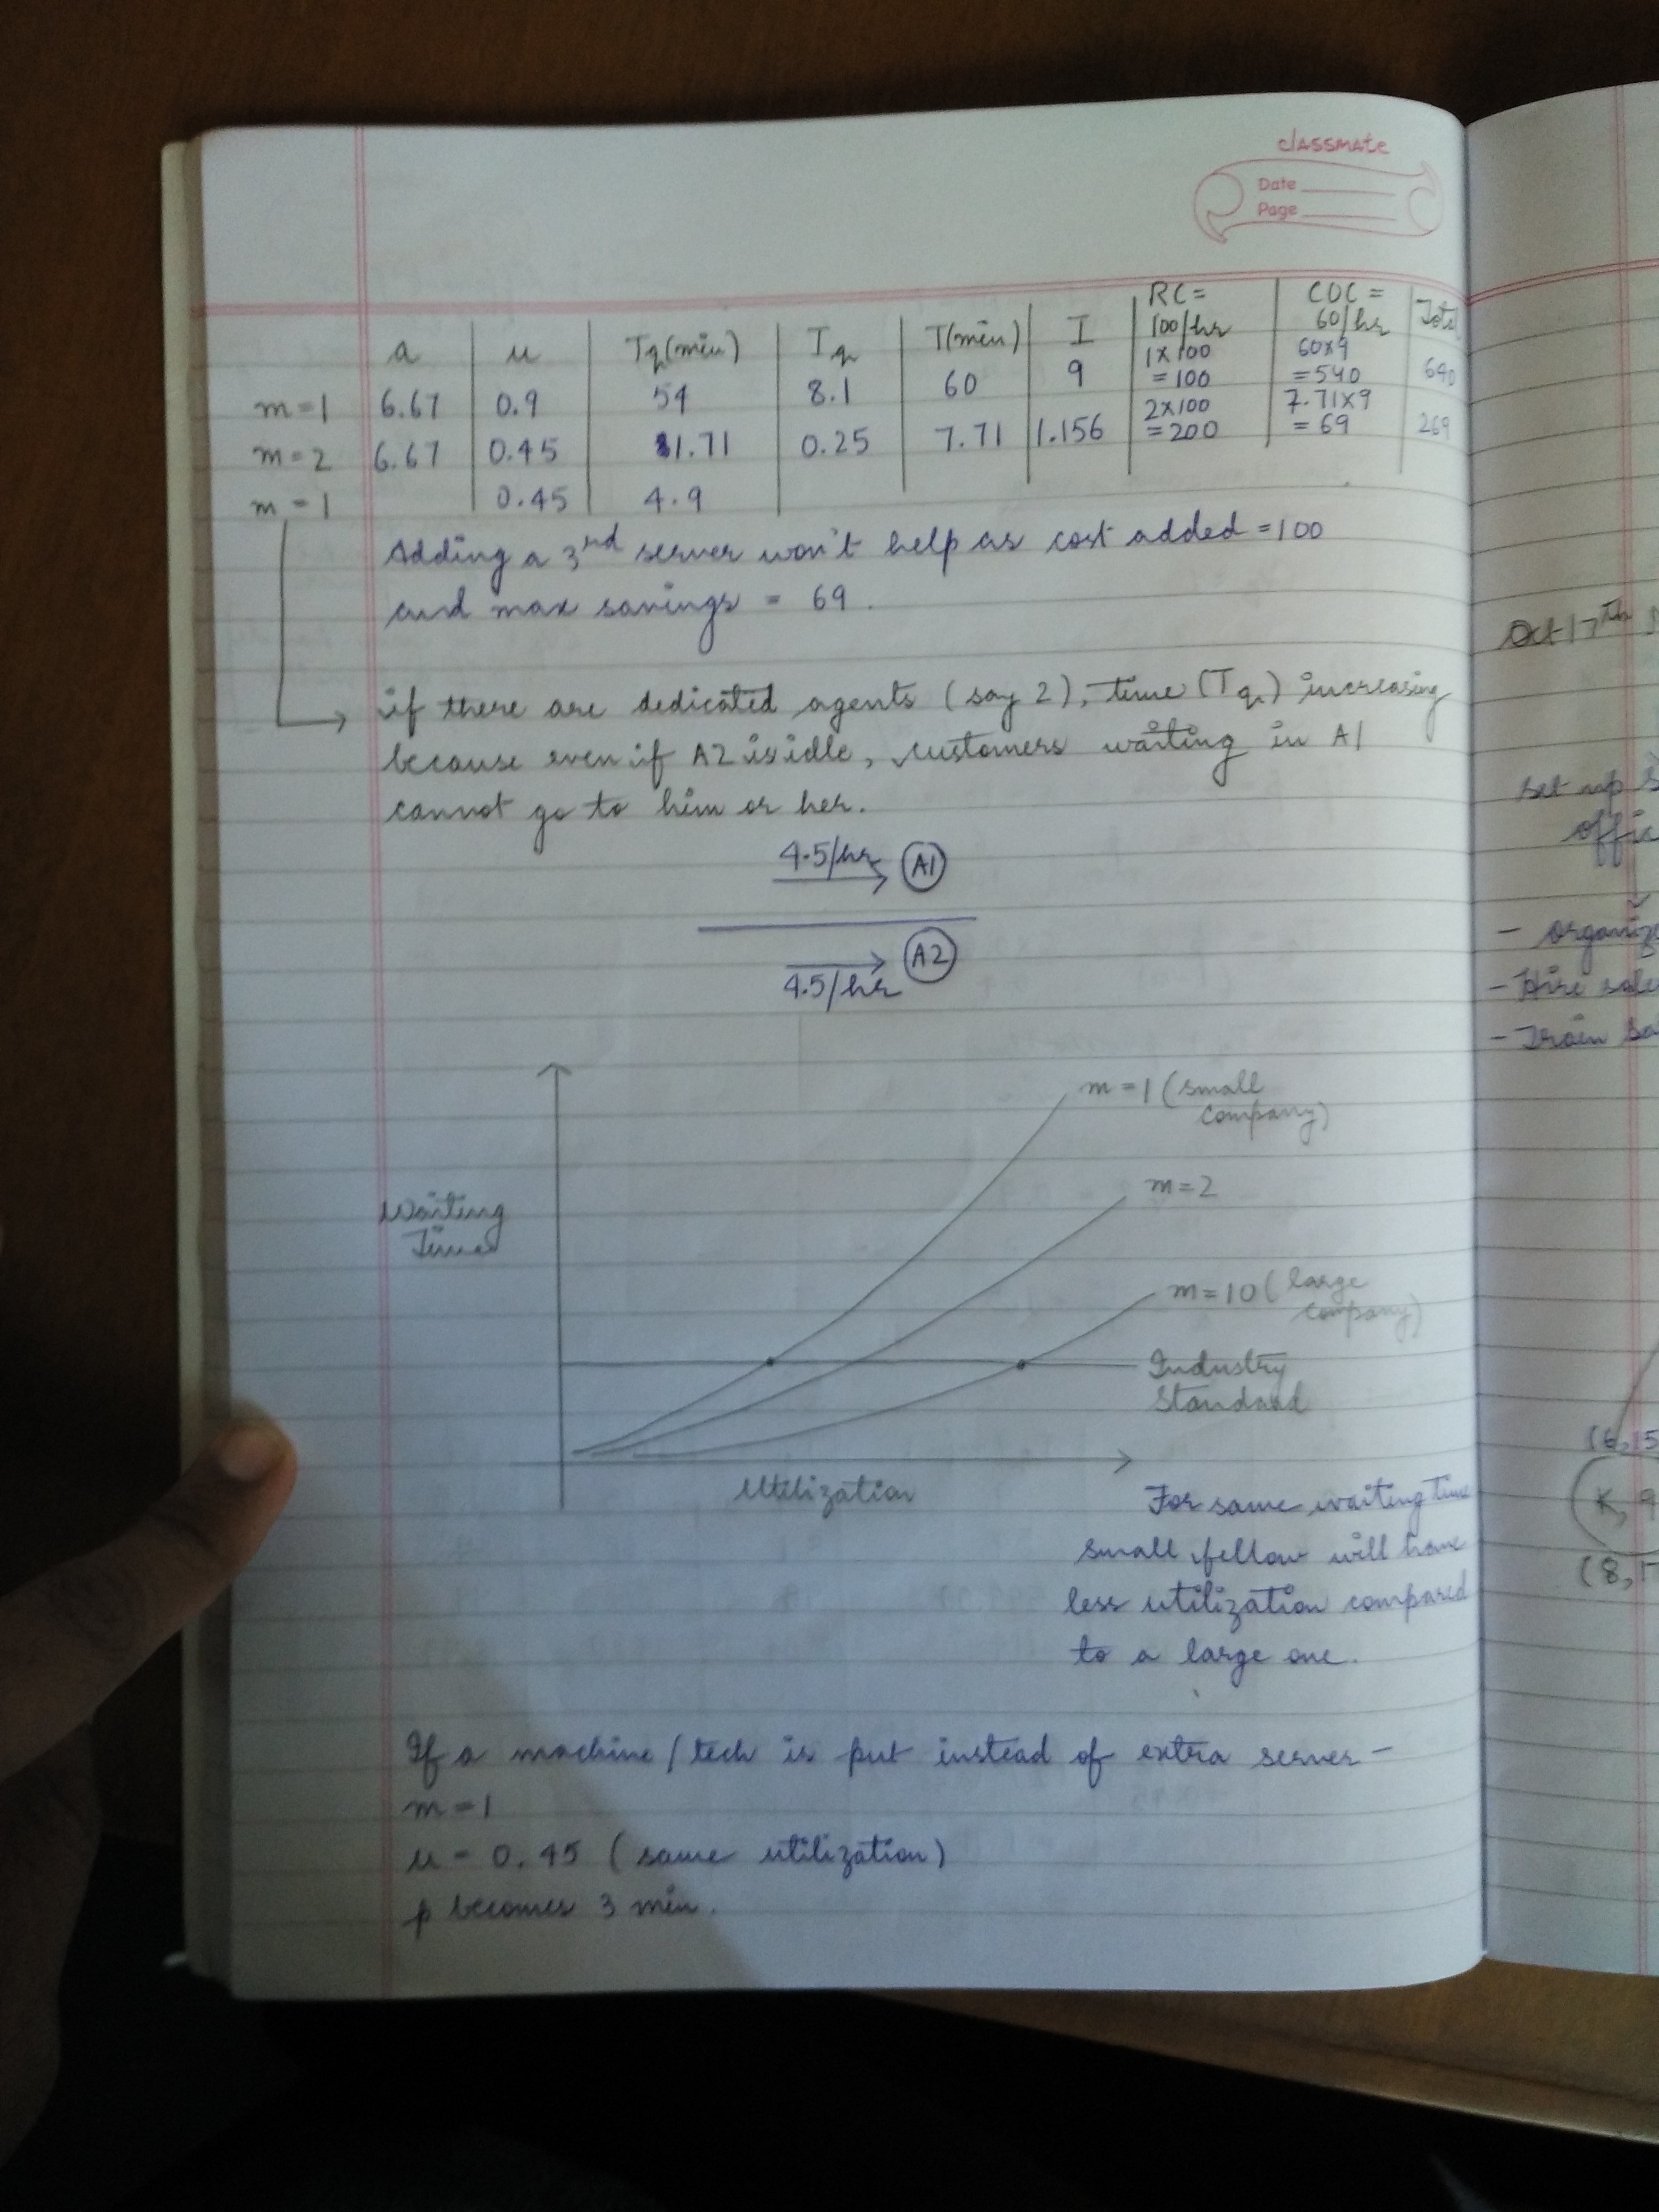 classmate
Date
Page
a | u | Tq(min) | Iq | T(min) | I | RC = 100/hr | COC = 60/hr | Total
m=1 6.67 | 0.9 | 54 | 8.1 | 60 | 9 | 1x100 =100 | 60x9 =540 | 640
m=2 6.67 | 0.45 | 1.71 | 0.25 | 7.71 | 1.156 | 2x100 =200 | 7.71x9 = 69 | 269
m=1 | 0.45 | 4.9
Adding a 3rd server won't help as cost added =100
and max savings = 69.
if there are dedicated agents (say 2), time (Tq) increasing
because even if A2 is idle, customers waiting in A1
cannot go to him or her.
4.5/hr A1
A2
4.5/hr
m=1 (small
company)
m=2
Waiting
Time
m=10 (large
company)
Industry
Standard
Utilization
For same waiting time
small fellow will have
less utilization compared
to a large one.
If a machine/tech is put instead of extra server-
m=1
u = 0.45 (same utilization)
p becomes 3 min.
Oct 17th
Set up
- Hire
- Train
(6,15
K, 9
(8,17